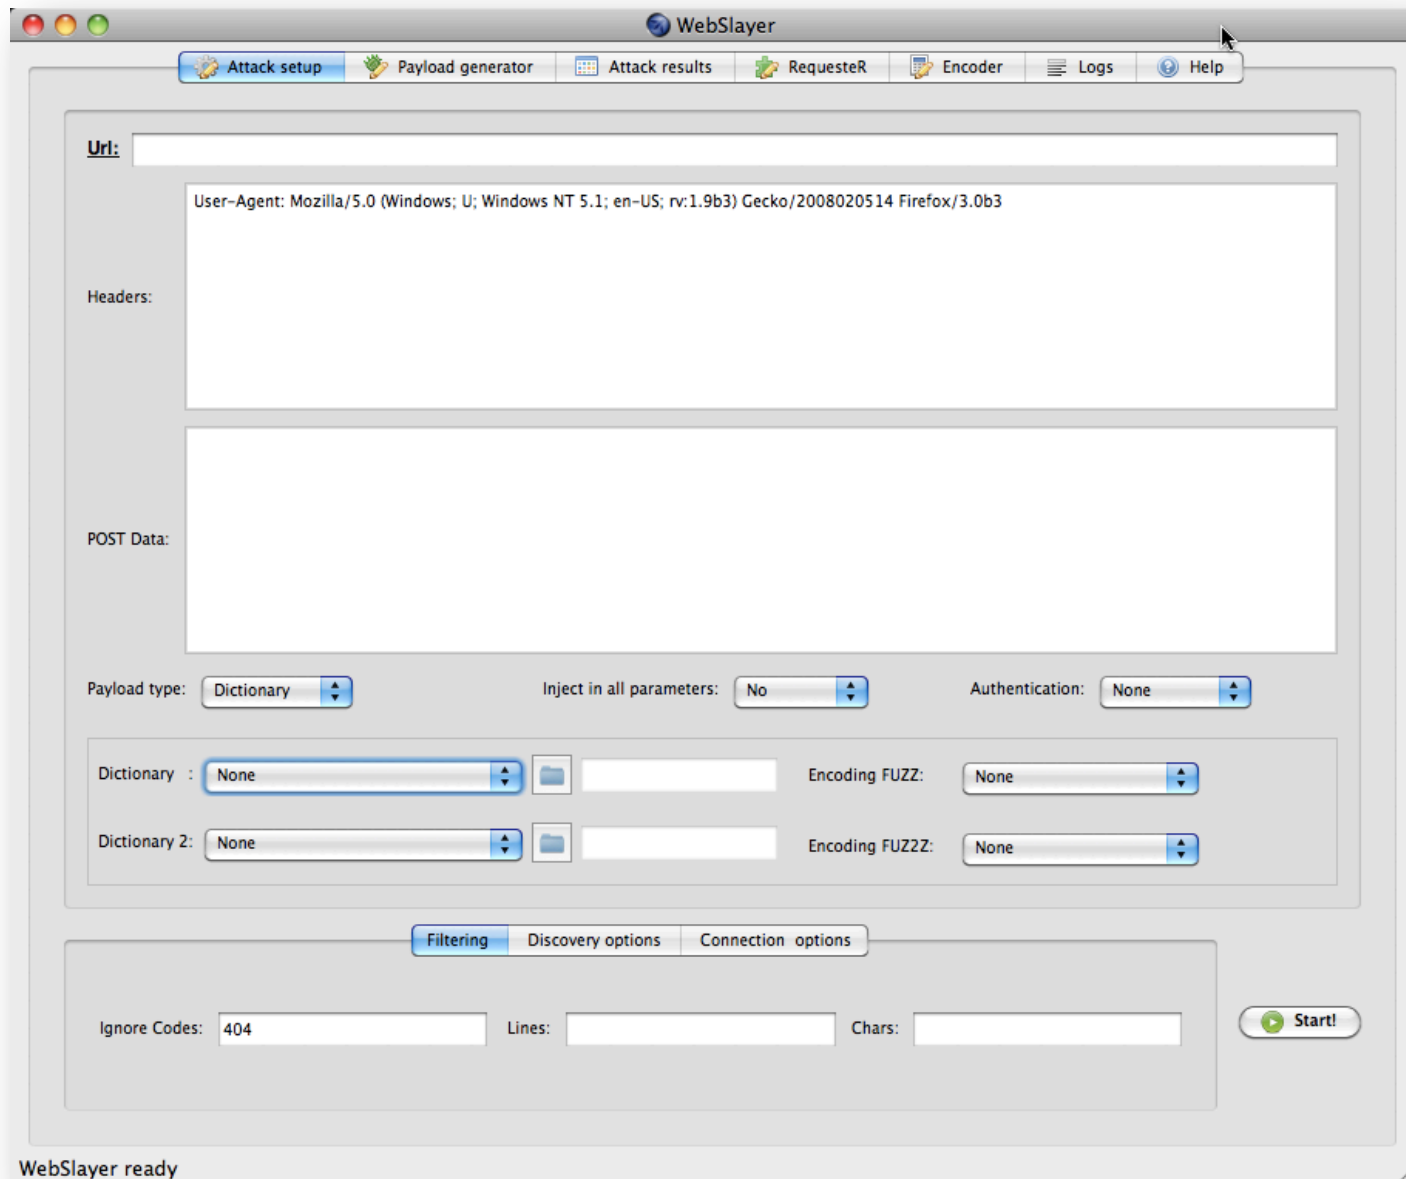 WebSlayer
Attack setup Payload generator Attack results RequesteR Encoder Logs Help
Url:
User-Agent: Mozilla/5.0 (Windows; U; Windows NT 5.1; en-US; rv:1.9b3) Gecko/2008020514 Firefox/3.0b3
Headers:
POST Data:
Payload type: Dictionary Inject in all parameters: No Authentication: None
Dictionary : None Encoding FUZZ: None
Dictionary 2: None Encoding FUZ2Z: None
Filtering Discovery options Connection options
Ignore Codes: 404 Lines: Chars: Start!
WebSlayer ready